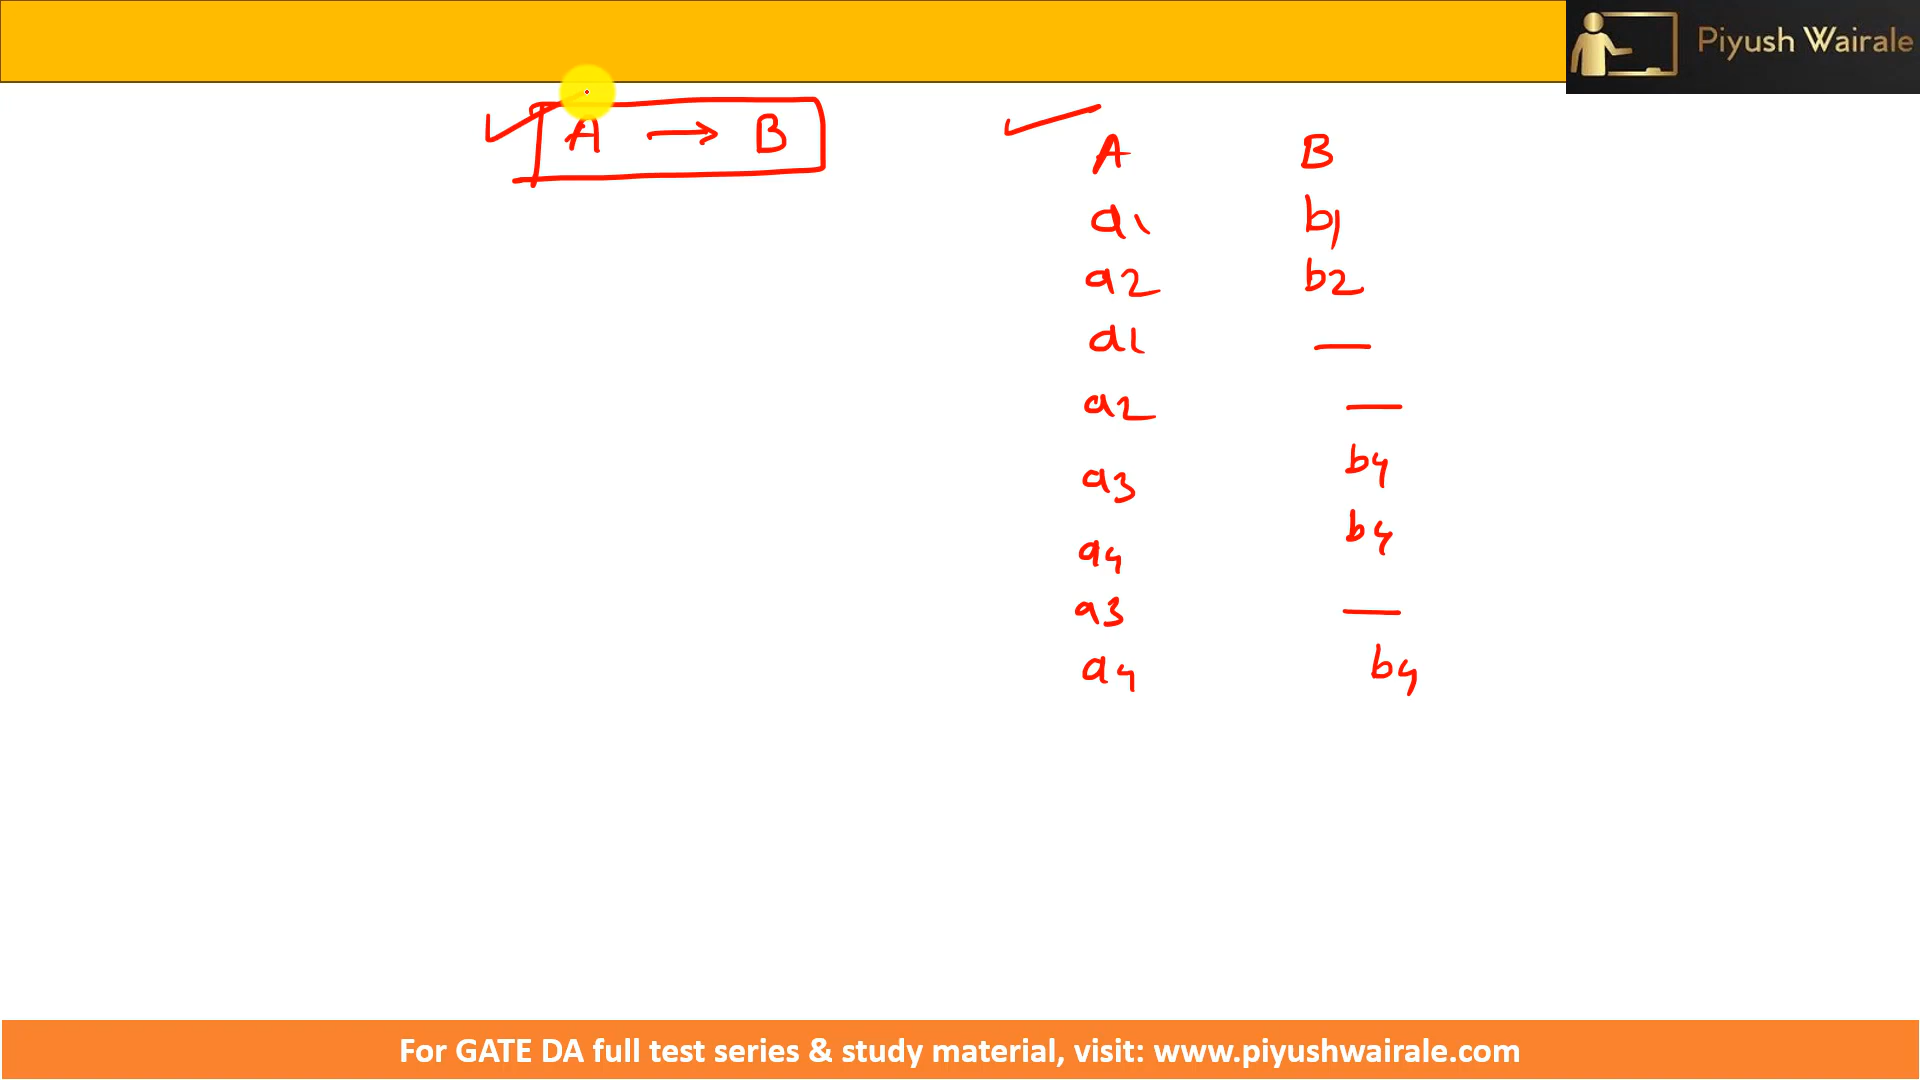 Piyush Wairale
A → B
A B
a1 b1
a2 b2
a1 —
a2 —
a3 b4
a4 b4
a3 —
a4 b4
For GATE DA full test series & study material, visit: www.piyushwairale.com